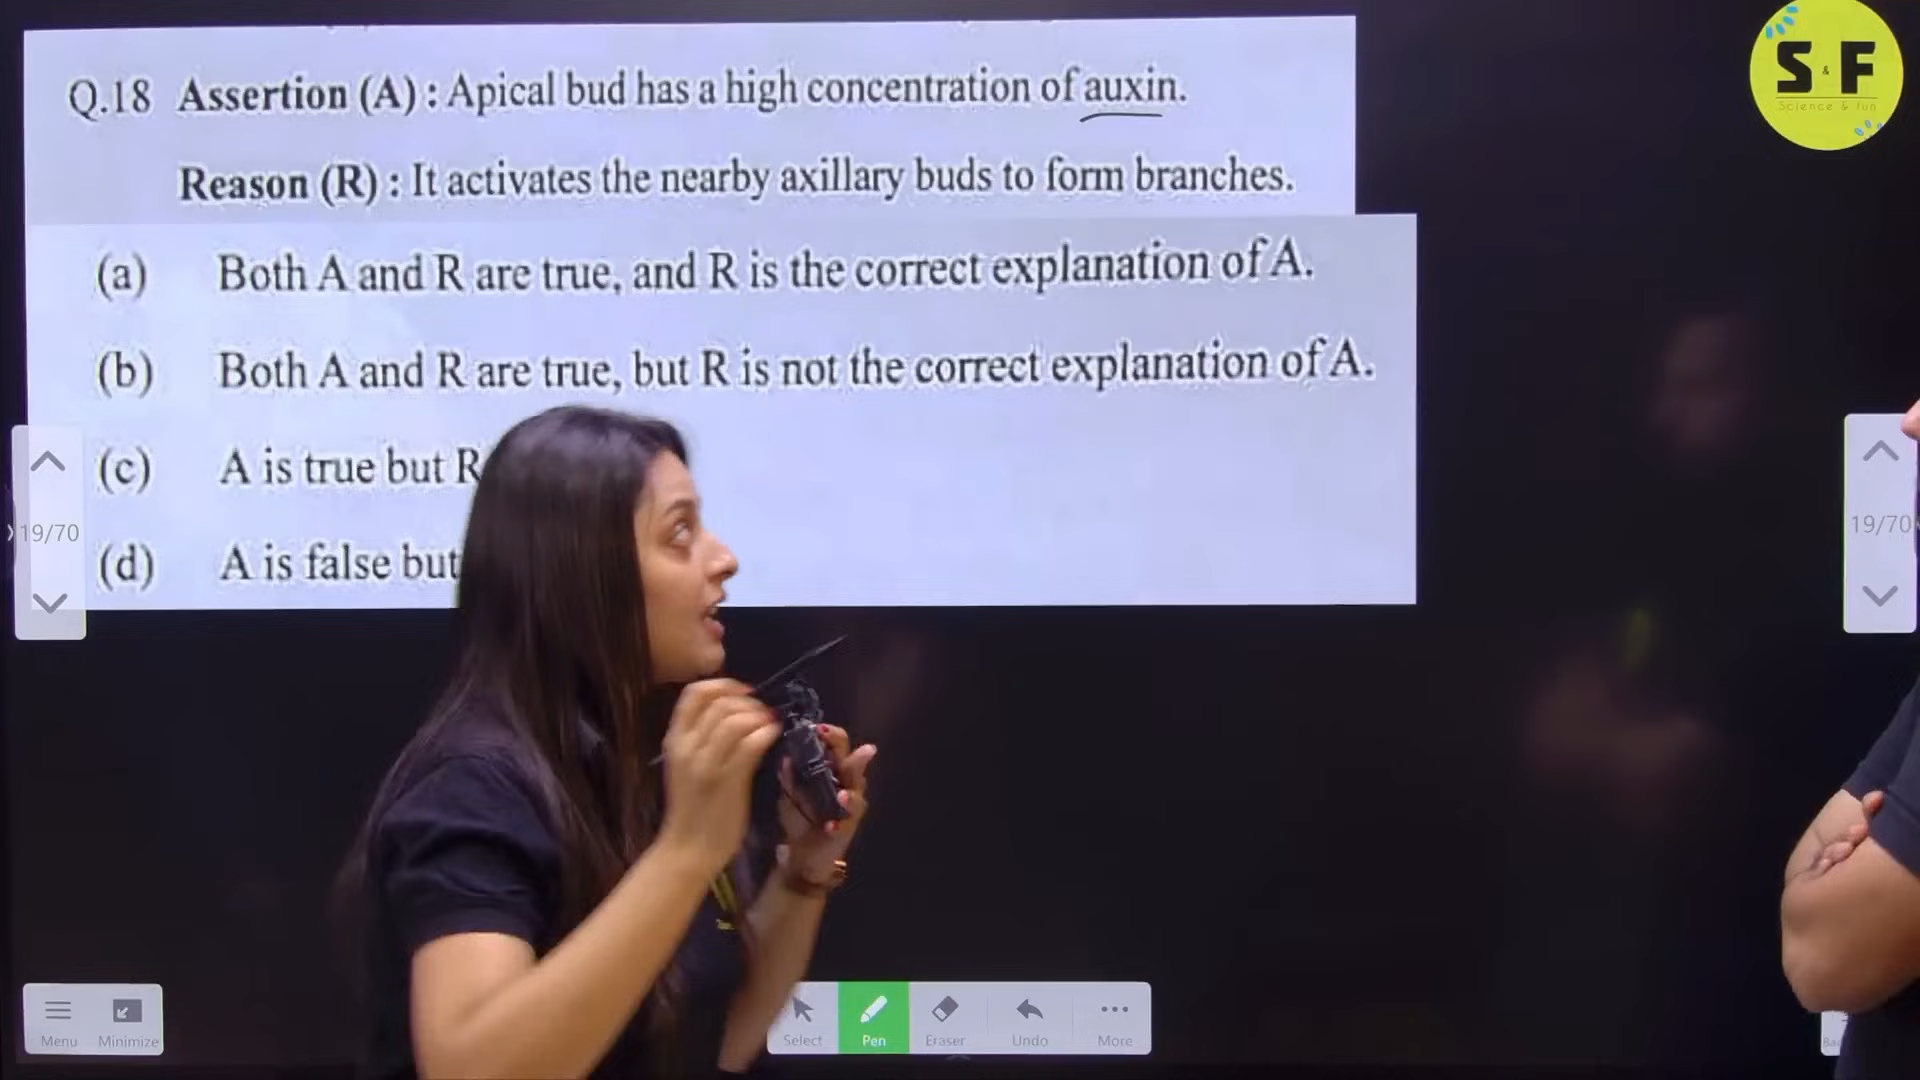 S & F
Science & fun
Q.18 Assertion (A) : Apical bud has a high concentration of auxin.
Reason (R) : It activates the nearby axillary buds to form branches.
(a) Both A and R are true, and R is the correct explanation of A.
(b) Both A and R are true, but R is not the correct explanation of A.
(c) A is true but R
(d) A is false but
19/70
19/70
Menu Minimize Select Pen Eraser Undo More